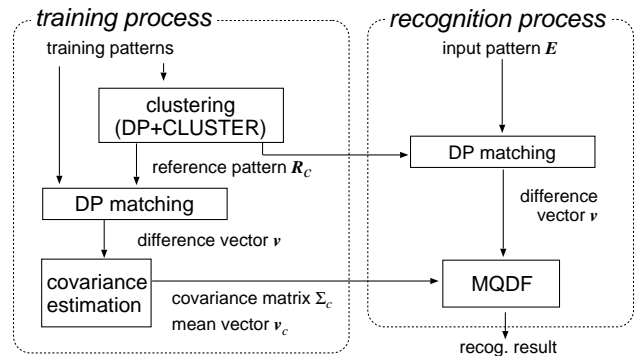 training process
training patterns
clustering
(DP+CLUSTER)
reference pattern R_c
DP matching
difference vector v
covariance
estimation
covariance matrix Σ_c
mean vector v_c
recognition process
input pattern E
DP matching
difference
vector v
MQDF
recog. result